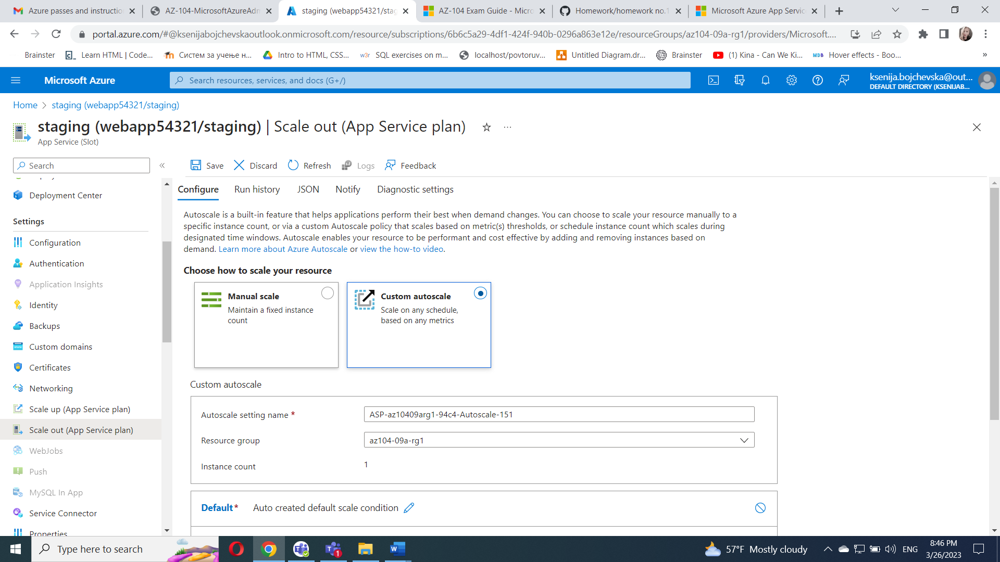 Azure passes and instructio
AZ-104-MicrosoftAzureAdm
staging (webapp54321/stag
AZ-104 Exam Guide - Micro
Homework/homework no.1
Microsoft Azure App Servic
portal.azure.com/#@ksenijabojchevskaoutlook.onmicrosoft.com/resource/subscriptions/6b6c5a29-4df1-424f-940b-0296a863e12e/resourceGroups/az104-09a-rg1/providers/Microsoft....
Brainster
Learn HTML | Code...
Систем за учење н...
Intro to HTML, CSS...
w3r SQL exercises on m...
localhost/povtoruv...
Untitled Diagram.dr...
Brainster
(1) Kina - Can We Ki...
MDB Hover effects - Boo...
»
Microsoft Azure
Search resources, services, and docs (G+/)
ksenija.bojchevska@out...
DEFAULT DIRECTORY (KSENIJAB...
Home > staging (webapp54321/staging)
staging (webapp54321/staging) | Scale out (App Service plan)
App Service (Slot)
Search
«
Save
Discard
Refresh
Logs
Feedback
Deployment Center
Settings
Configuration
Authentication
Application Insights
Identity
Backups
Custom domains
Certificates
Networking
Scale up (App Service plan)
Scale out (App Service plan)
WebJobs
Push
MySQL In App
Service Connector
Properties
Configure
Run history
JSON
Notify
Diagnostic settings
Autoscale is a built-in feature that helps applications perform their best when demand changes. You can choose to scale your resource manually to a
specific instance count, or via a custom Autoscale policy that scales based on metric(s) thresholds, or schedule instance count which scales during
designated time windows. Autoscale enables your resource to be performant and cost effective by adding and removing instances based on
demand. Learn more about Azure Autoscale or view the how-to video.
Choose how to scale your resource
Manual scale
Maintain a fixed instance
count
Custom autoscale
Scale on any schedule,
based on any metrics
Custom autoscale
Autoscale setting name *
ASP-az10409arg1-94c4-Autoscale-151
Resource group
az104-09a-rg1
Instance count
1
Default*
Auto created default scale condition
Type here to search
1
57°F Mostly cloudy
ENG
8:46 PM
3/26/2023